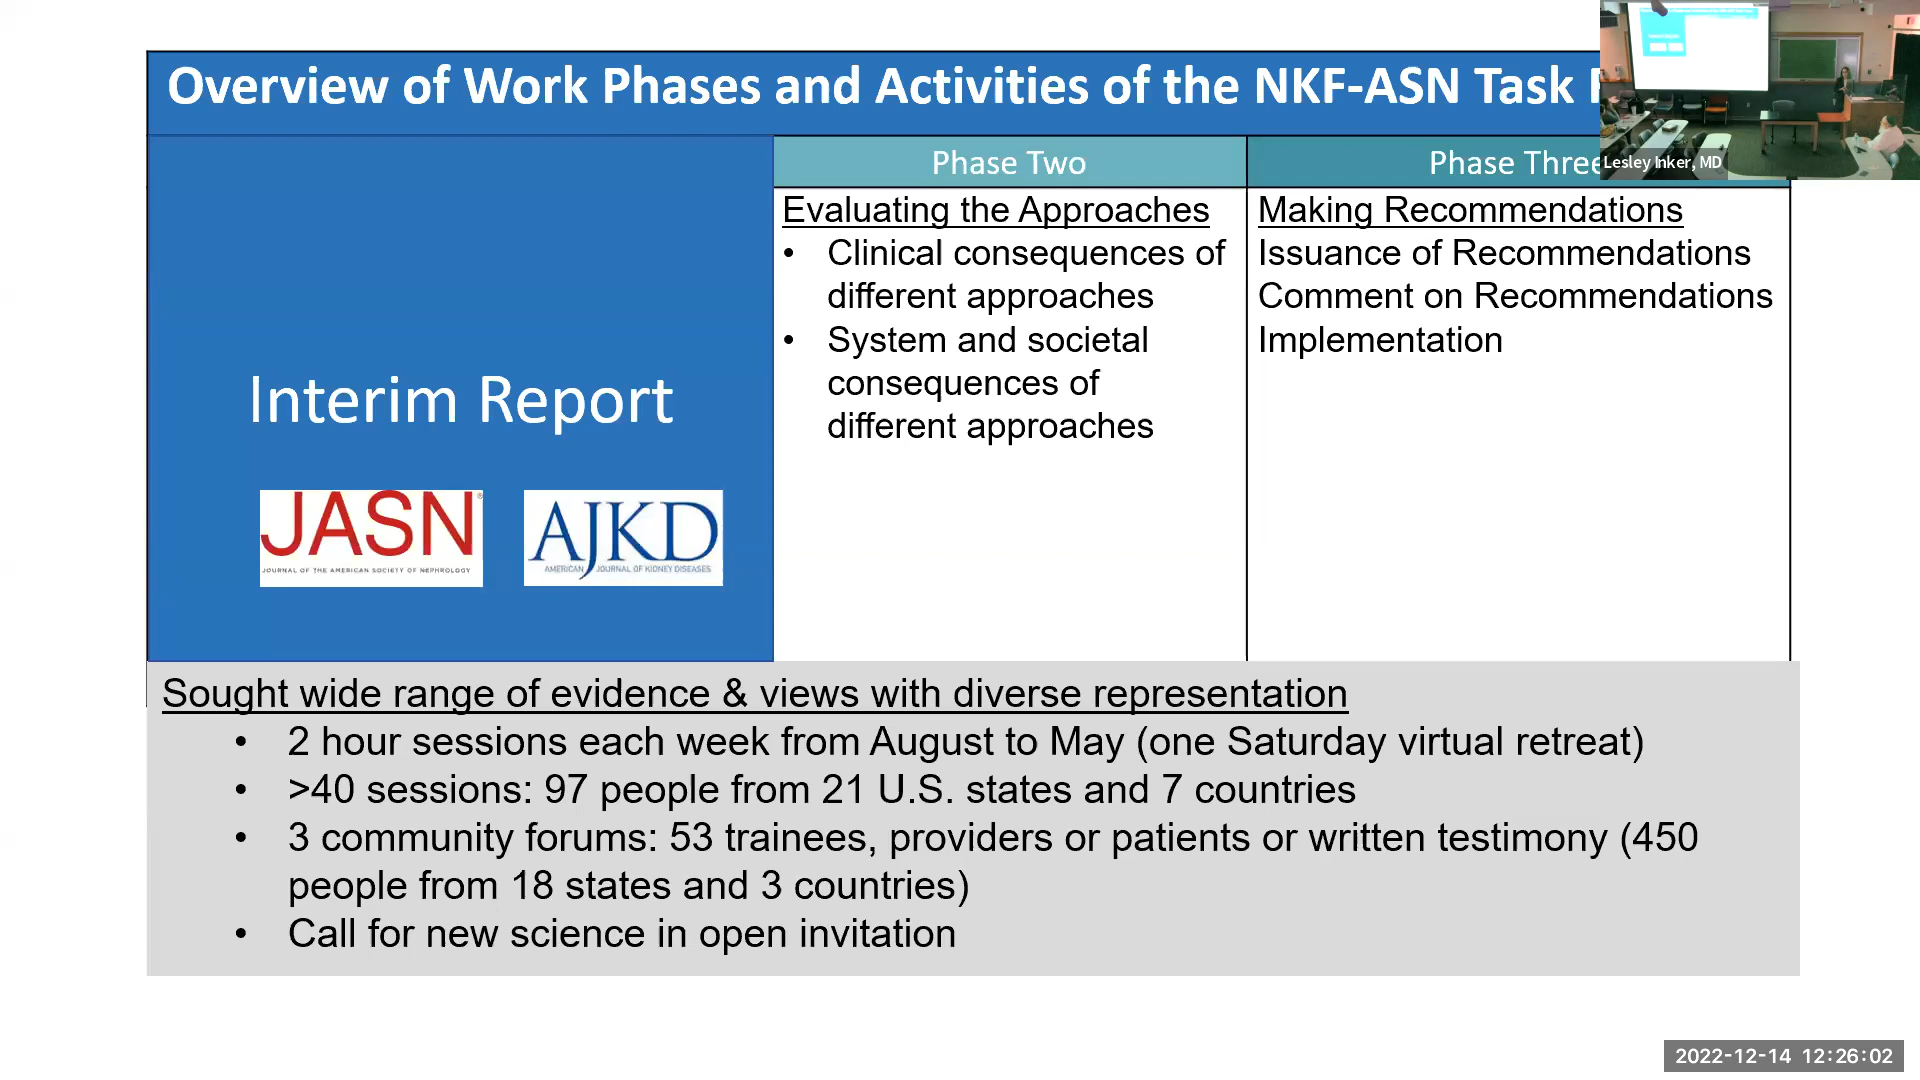 Overview of Work Phases and Activities of the NKF-ASN Task
Lesley Inker, MD
Phase Two
Phase Three
Interim Report
JASN
JOURNAL OF THE AMERICAN SOCIETY OF NEPHROLOGY
AJKD
AMERICAN JOURNAL OF KIDNEY DISEASES
Evaluating the Approaches
• Clinical consequences of
different approaches
• System and societal
consequences of
different approaches
Making Recommendations
Issuance of Recommendations
Comment on Recommendations
Implementation
Sought wide range of evidence & views with diverse representation
• 2 hour sessions each week from August to May (one Saturday virtual retreat)
• >40 sessions: 97 people from 21 U.S. states and 7 countries
• 3 community forums: 53 trainees, providers or patients or written testimony (450
people from 18 states and 3 countries)
• Call for new science in open invitation
2022-12-14 12:26:02